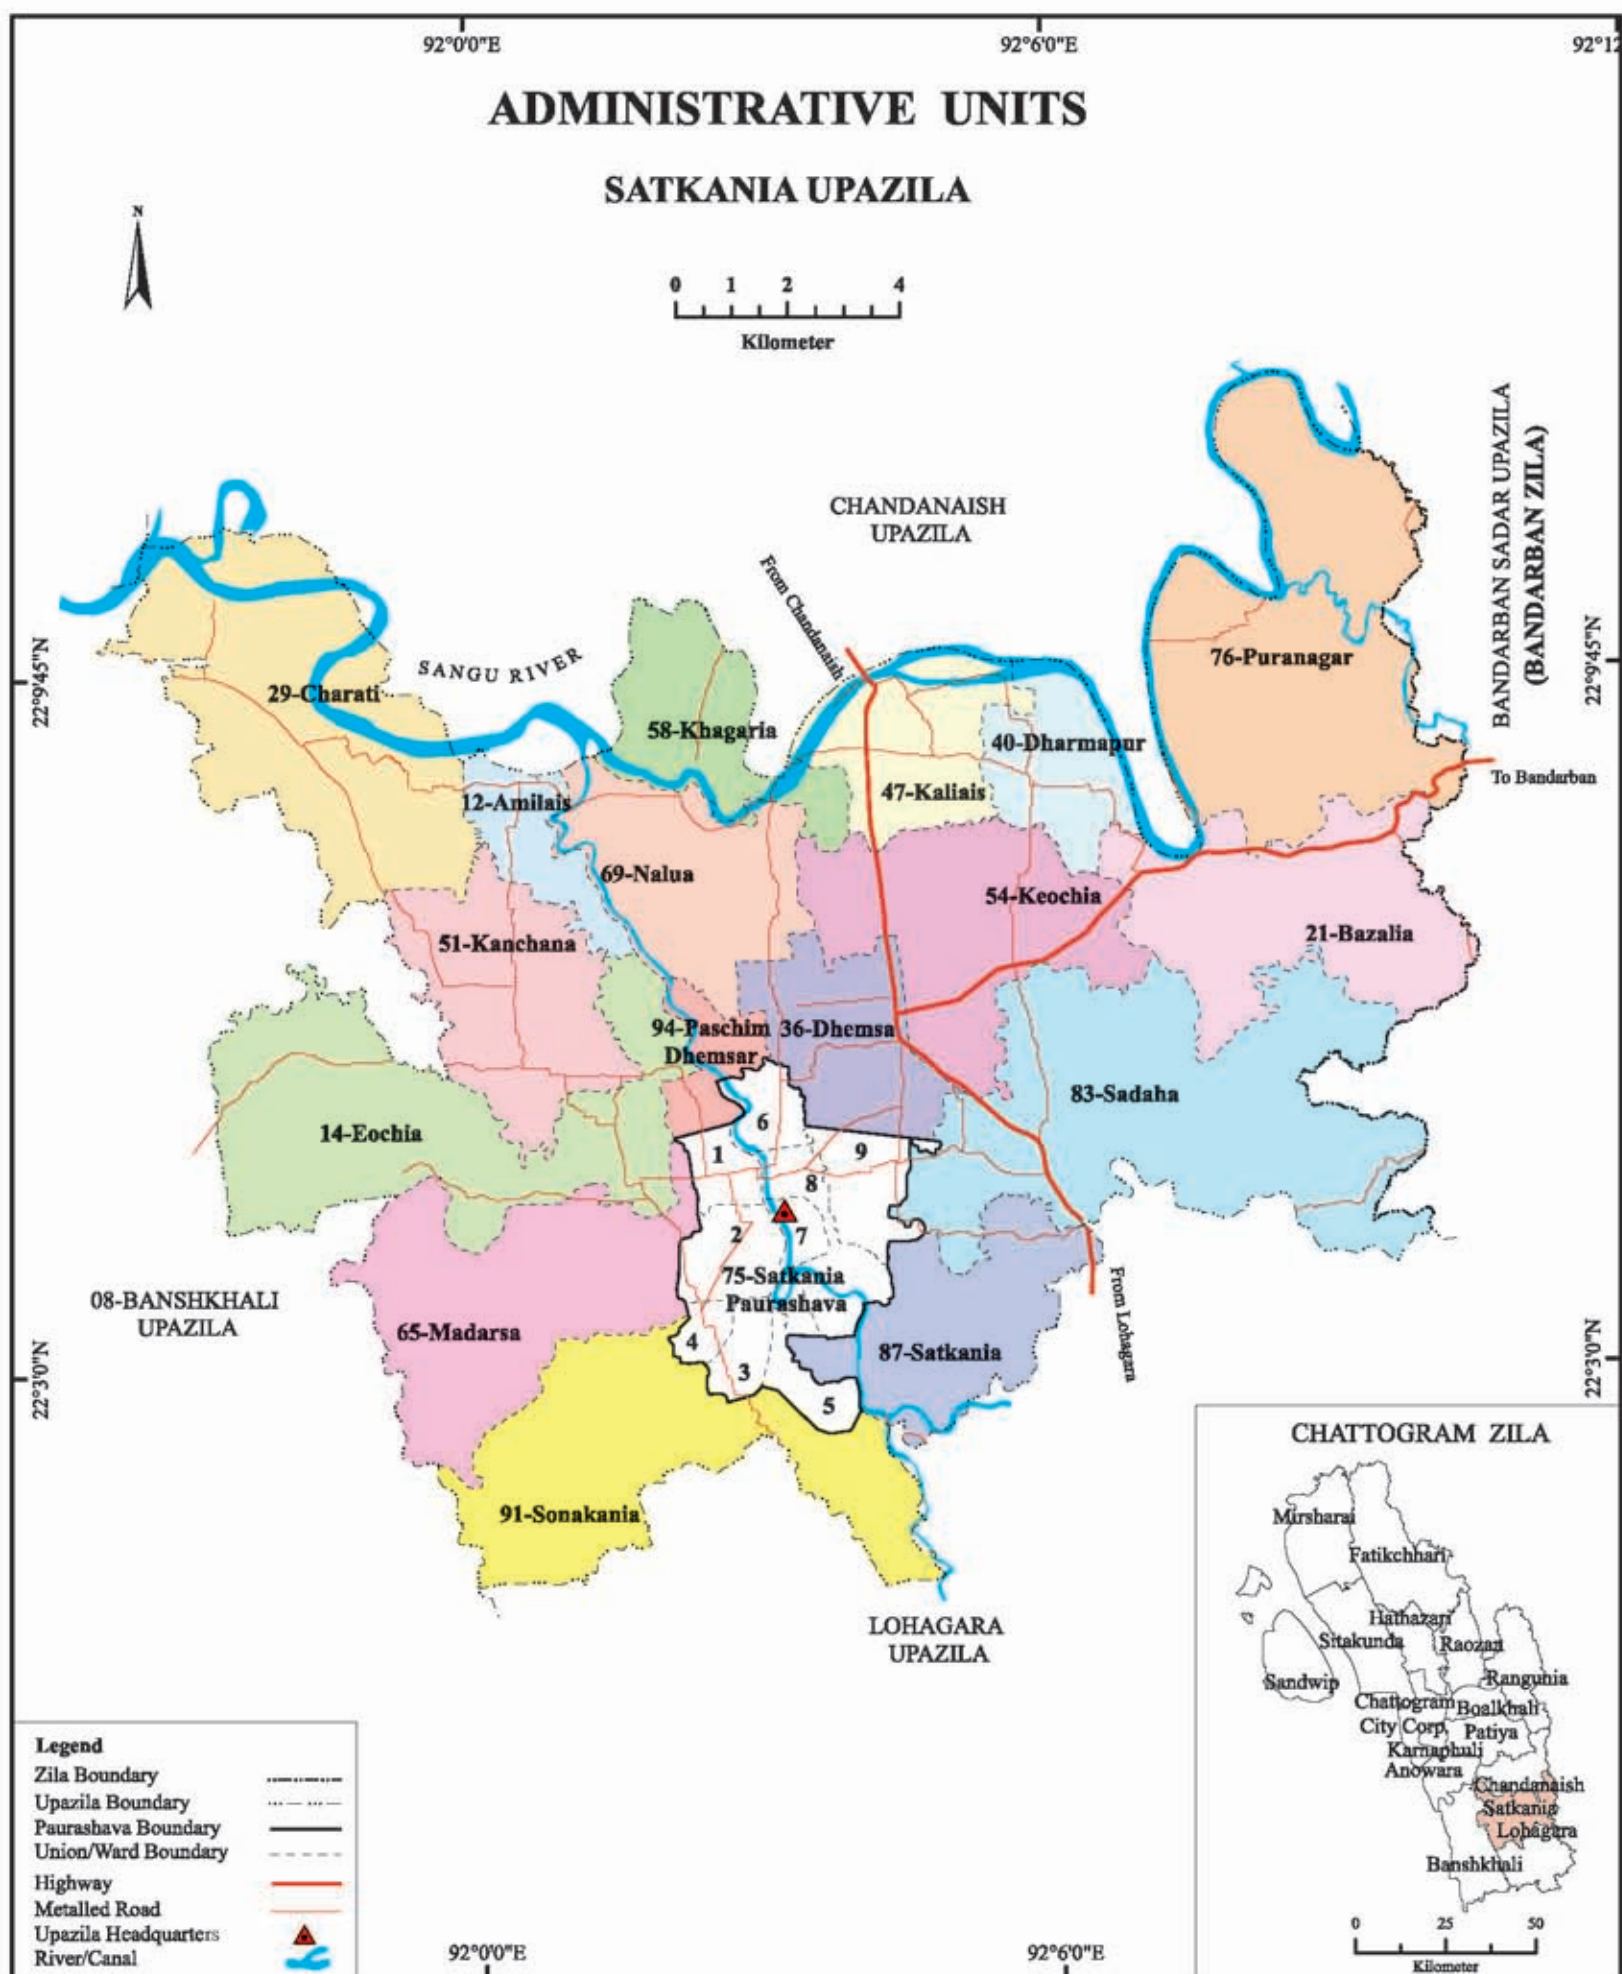 92°0'0"E
92°6'0"E
92°12
ADMINISTRATIVE UNITS
SATKANIA UPAZILA
N
0 1 2 4
Kilometer
BANDARBAN SADAR UPAZILA
(BANDARBAN ZILA)
CHANDANAISH
UPAZILA
From Chandanaish
22°9'45"N
22°9'45"N
SANGU RIVER
76-Puranagar
29-Charati
58-Khagaria
40-Dharmapur
To Bandarban
47-Kaliais
12-Amilais
69-Nalua
54-Keochia
21-Bazalia
51-Kanchana
94-Paschim
Dhemsar
36-Dhemsa
83-Sadaha
14-Eochia
6
1
9
8
2
7
75-Satkania
Paurashava
08-BANSHKHALI
UPAZILA
65-Madarsa
4
3
5
87-Satkania
From Lohagara
22°3'0"N
22°3'0"N
91-Sonakania
LOHAGARA
UPAZILA
CHATTOGRAM ZILA
Mirsharai
Fatikchhari
Hathazari
Sitakunda
Raozan
Sandwip
Rangunia
Chattogram
City Corp.
Boalkhali
Patiya
Karnaphuli
Anowara
Chandanaish
Satkania
Lohagara
Banshkhali
0 25 50
Kilometer
Legend
Zila Boundary
Upazila Boundary
Paurashava Boundary
Union/Ward Boundary
Highway
Metalled Road
Upazila Headquarters
River/Canal
92°0'0"E
92°6'0"E